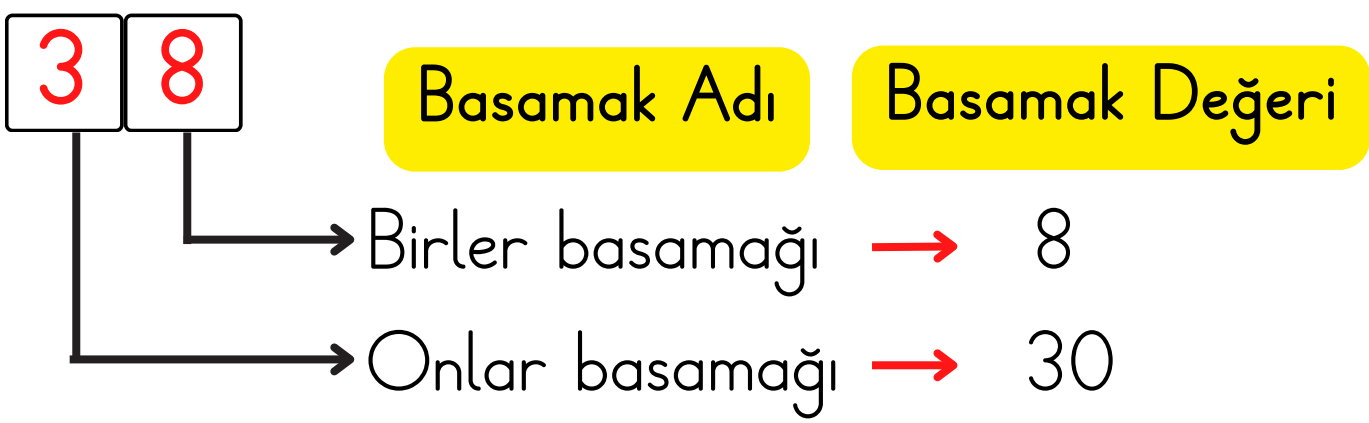 3 8
Basamak Adı Basamak Değeri
Birler basamağı → 8
Onlar basamağı → 30